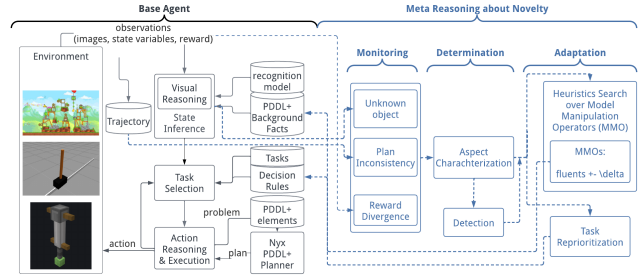 Base Agent
Meta Reasoning about Novelty
observations
(images, state variables, reward)
Environment
Monitoring
Determination
Adaptation
Visual
Reasoning
State
Inference
recognition
model
PDDL+
Background
Facts
Trajectory
Unknown
object
Heuristics Search
over Model
Manipulation
Operators (MMO)
Plan
Inconsistency
Aspect
Charachterization
MMOs:
fluents +- \delta
Tasks
Decision
Rules
Task
Selection
Reward
Divergence
Detection
Task
Reprioritization
problem
PDDL+
elements
action
Action
Reasoning
& Execution
plan
Nyx
PDDL+
Planner